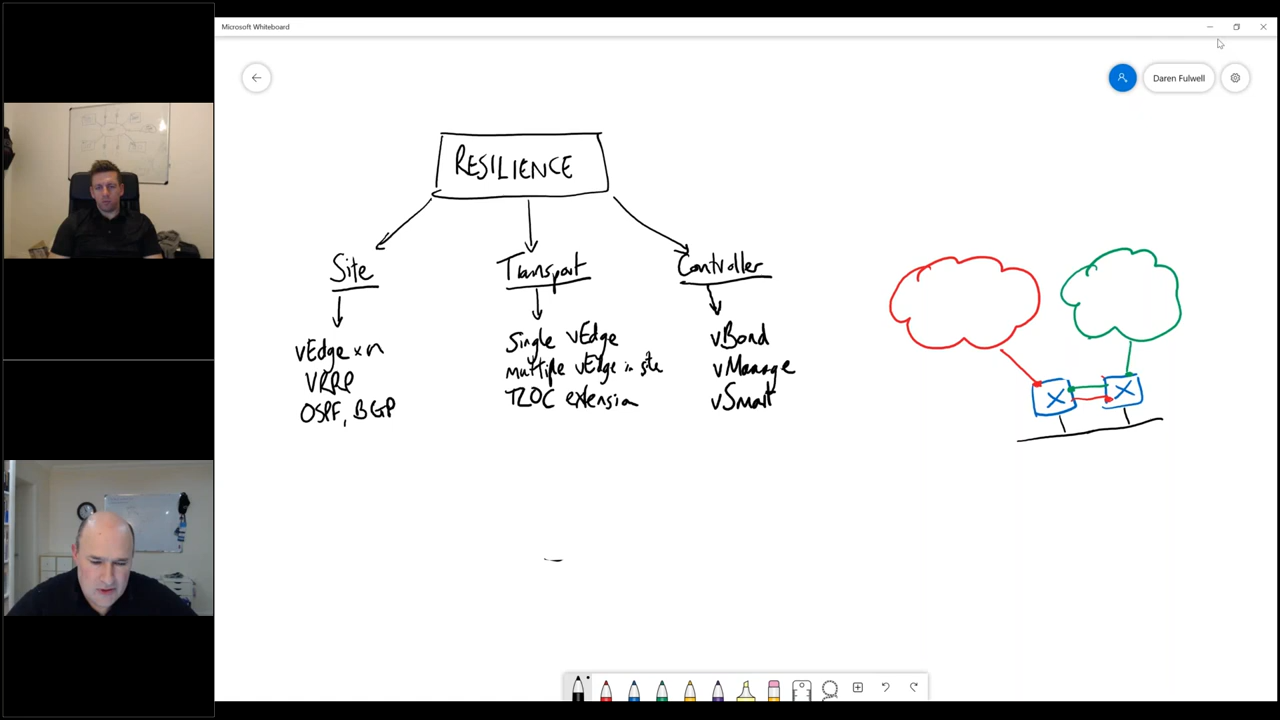 Microsoft Whiteboard
Daren Fulwell
RESILIENCE
Site
Transport
Controller
vEdge x n
VRRP
OSPF, BGP
Single vEdge
multiple vEdge in site
TLOC extension
vBond
vManage
vSmart